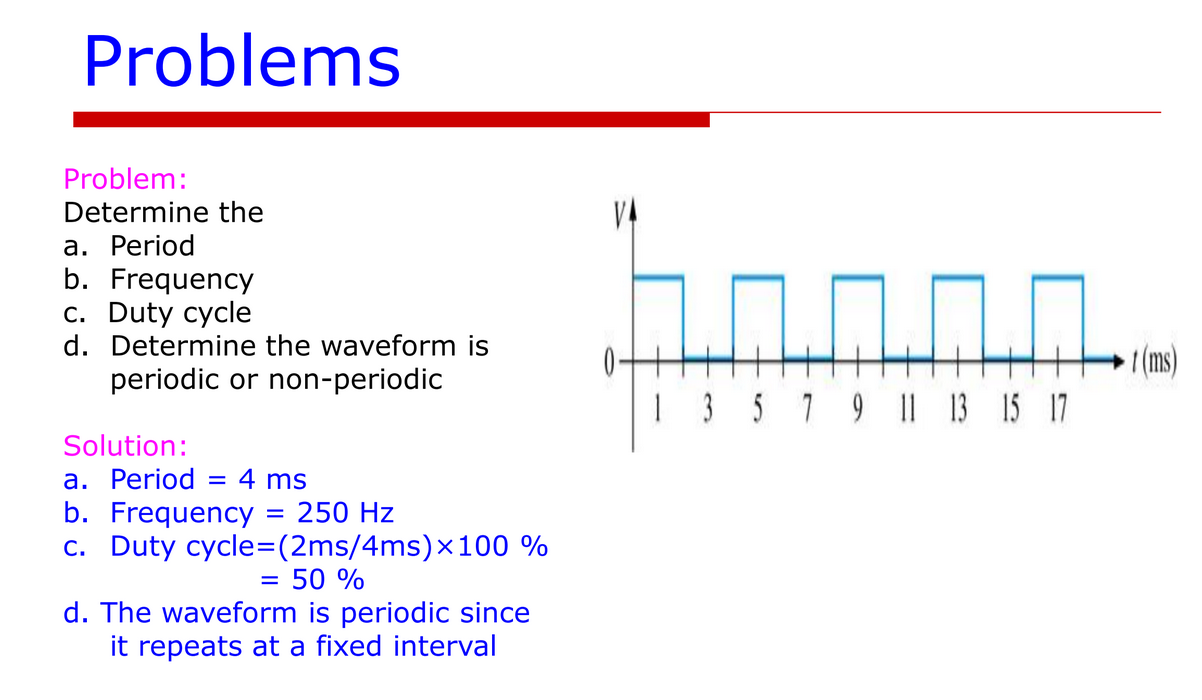 Problems
Problem:
Determine the
a. Period
b. Frequency
c. Duty cycle
d. Determine the waveform is
periodic or non-periodic
Solution:
a. Period = 4 ms
b. Frequency = 250 Hz
c. Duty cycle=(2ms/4ms)×100 %
= 50 %
d. The waveform is periodic since
it repeats at a fixed interval
V
0
t (ms)
1 3 5 7 9 11 13 15 17